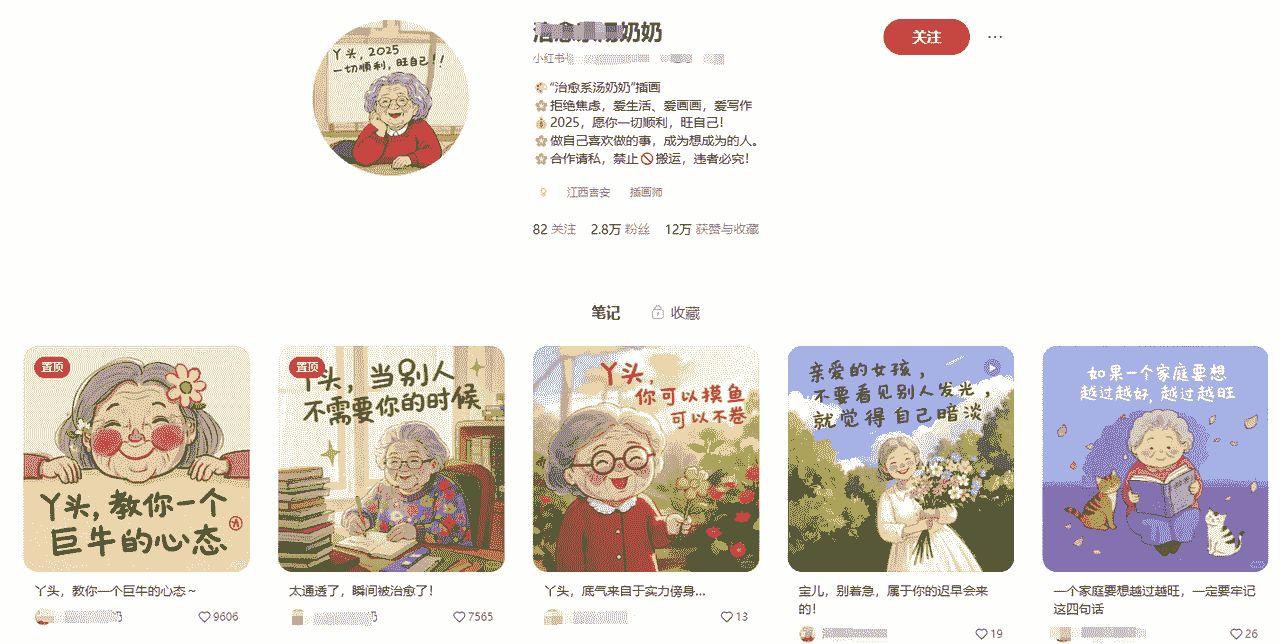 丫头，2025
一切顺利，旺自己！！
奶奶
关注
小红书
“治愈系汤奶奶”插画
拒绝焦虑，爱生活、爱画画，爱写作
2025，愿你一切顺利，旺自己！
做自己喜欢做的事，成为想成为的人。
合作请私，禁止🚫搬运，违者必究！
江西吉安 插画师
82 关注 2.8万 粉丝 12万 获赞与收藏
笔记 收藏
置顶
丫头，教你一个
巨牛的心态
丫头，教你一个巨牛的心态～
9606
置顶
丫头，当别人
不需要你的时候
太通透了，瞬间被治愈了！
7565
丫头，
你可以摸鱼
可以不卷
丫头，底气来自于实力傍身...
13
亲爱的女孩，
不要看见别人发光，
就觉得自己暗淡
宝儿，别着急，属于你的迟早会来
的！
19
如果一个家庭要想
越过越好，越过越旺
一个家庭要想越过越旺，一定要牢记
这四句话
26